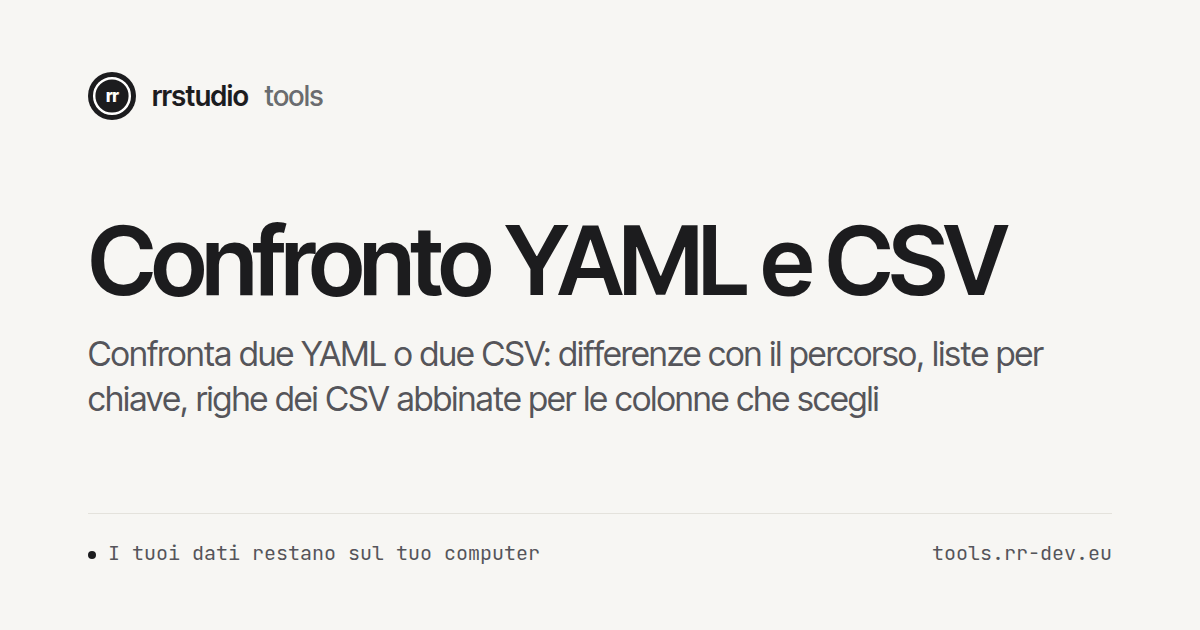 rr rrstudio tools
Confronto YAML e CSV
Confronta due YAML o due CSV: differenze con il percorso, liste per
chiave, righe dei CSV abbinate per le colonne che scegli
• I tuoi dati restano sul tuo computer
tools.rr-dev.eu